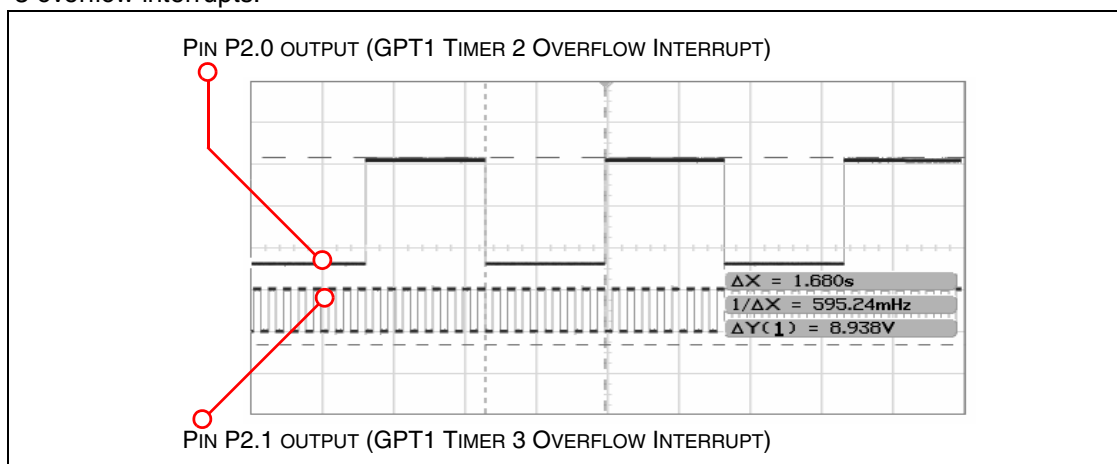 PIN P2.0 OUTPUT (GPT1 TIMER 2 OVERFLOW INTERRUPT)
ΔX = 1.680s
1/ΔX = 595.24mHz
ΔY(1) = 8.938V
PIN P2.1 OUTPUT (GPT1 TIMER 3 OVERFLOW INTERRUPT)